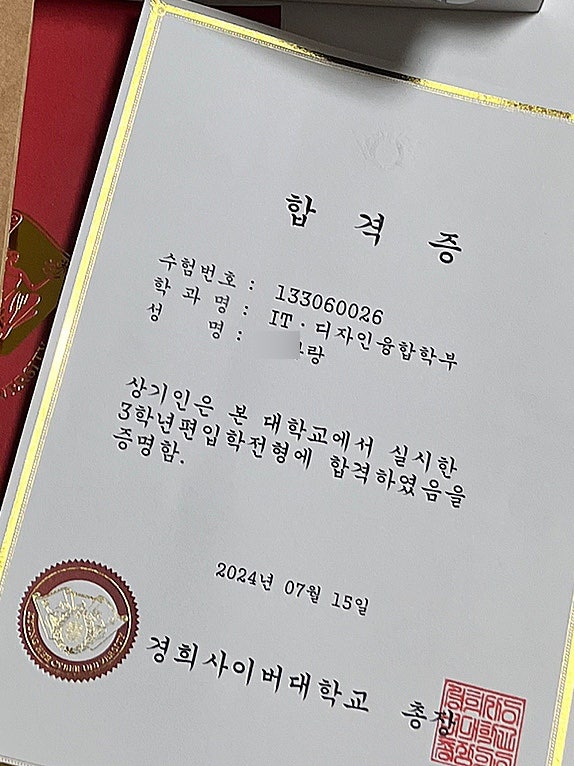 합 격 증
수험번호 : 133060026
학 과 명 : IT·디자인융합학부
성 명 : 랑
상기인은 본 대학교에서 실시한
3학년편입학전형에 합격하였음을
증명함.
2024년 07월 15일
경희사이버대학교 총장